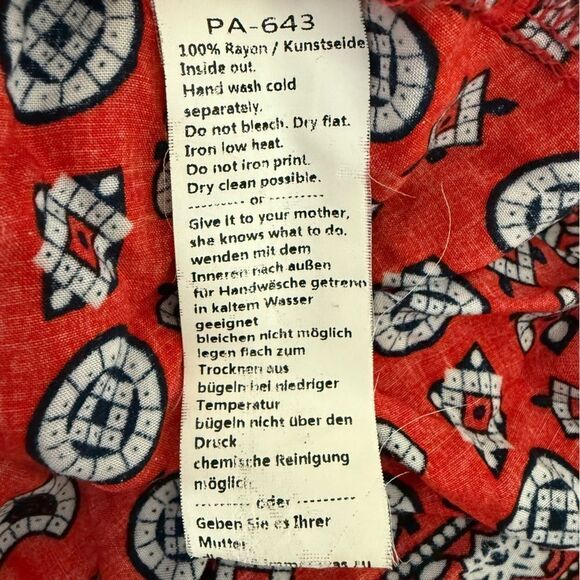 PA-643
100% Rayon / Kunstseide
Inside out.
Hand wash cold
separately.
Do not bleach. Dry flat.
Iron low heat.
Do not iron print.
Dry clean possible.
---------- or ----------
Give it to your mother,
she knows what to do.
wenden mit dem
Inneren nach außen
für Handwäsche getrenn
in kaltem Wasser
geeignet
bleichen nicht möglich
legen flach zum
Trocknen aus
bügeln bei niedriger
Temperatur
bügeln nicht über den
Druck
chemische Reinigung
möglich
---------- oder ----------
Geben Sie es Ihrer
Mutter